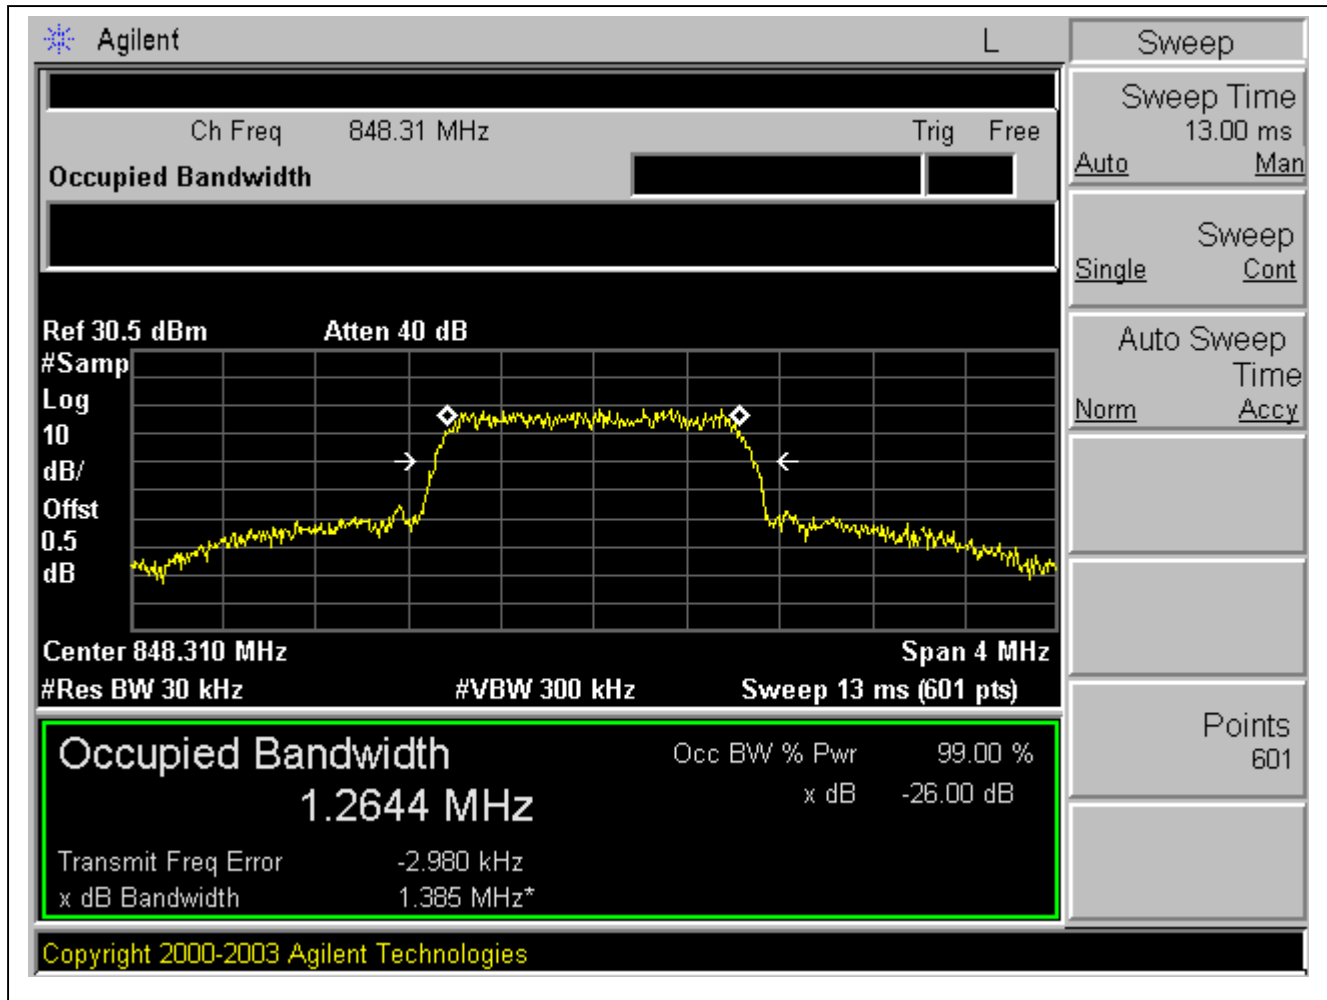 Agilent L
Sweep
Ch Freq 848.31 MHz Trig Free
Occupied Bandwidth
Sweep Time
13.00 ms
Auto Man
Sweep
Single Cont
Auto Sweep
Time
Norm Accy
Points
601
Ref 30.5 dBm Atten 40 dB
#Samp
Log
10
dB/
Offst
0.5
dB
Center 848.310 MHz Span 4 MHz
#Res BW 30 kHz #VBW 300 kHz Sweep 13 ms (601 pts)
Occupied Bandwidth Occ BW % Pwr 99.00 %
1.2644 MHz x dB -26.00 dB
Transmit Freq Error -2.980 kHz
x dB Bandwidth 1.385 MHz*
Copyright 2000-2003 Agilent Technologies